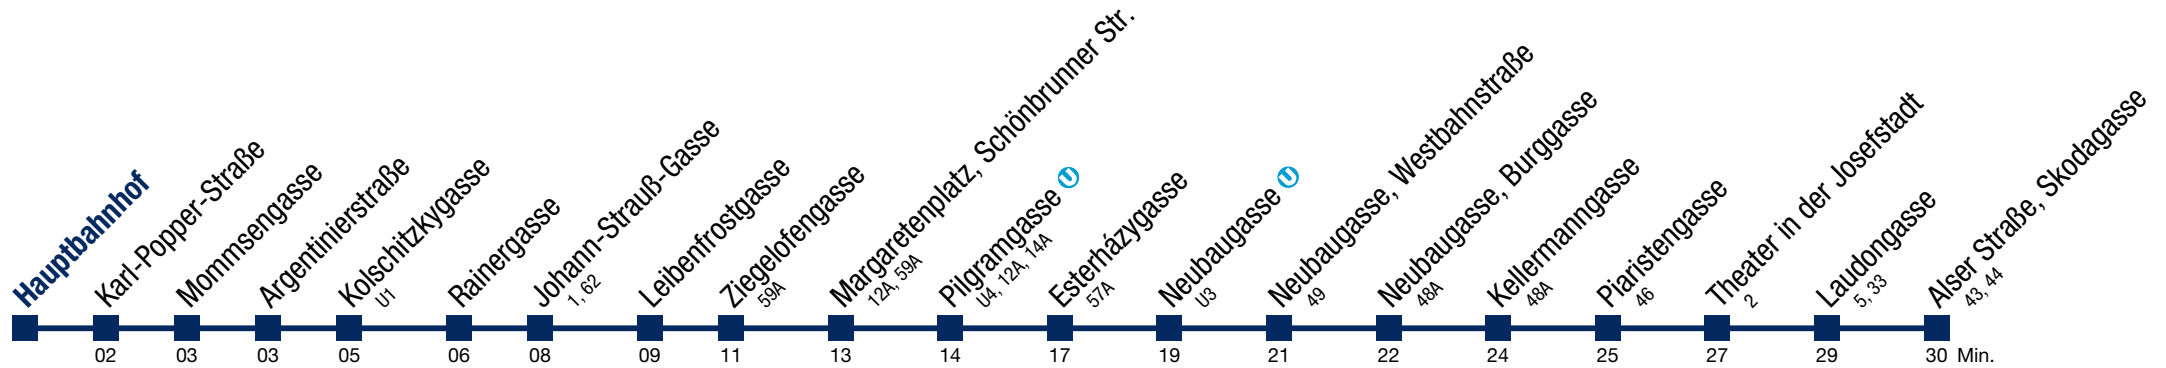 Hauptbahnhof
Karl-Popper-Straße
02
Mommsengasse
03
Argentinierstraße
03
Kolschitzkygasse
U1
05
Rainergasse
06
Johann-Strauß-Gasse
1, 62
08
Leibenfrostgasse
09
Ziegelofengasse
59A
11
Margaretenplatz, Schönbrunner Str.
12A, 59A
13
Pilgramgasse U
U4, 12A, 14A
14
Esterházygasse
57A
17
Neubaugasse U
U3
19
Neubaugasse, Westbahnstraße
49
21
Neubaugasse, Burggasse
48A
22
Kellermanngasse
48A
24
Piaristengasse
46
25
Theater in der Josefstadt
2
27
Laudongasse
5, 33
29
Alser Straße, Skodagasse
43, 44
30 Min.